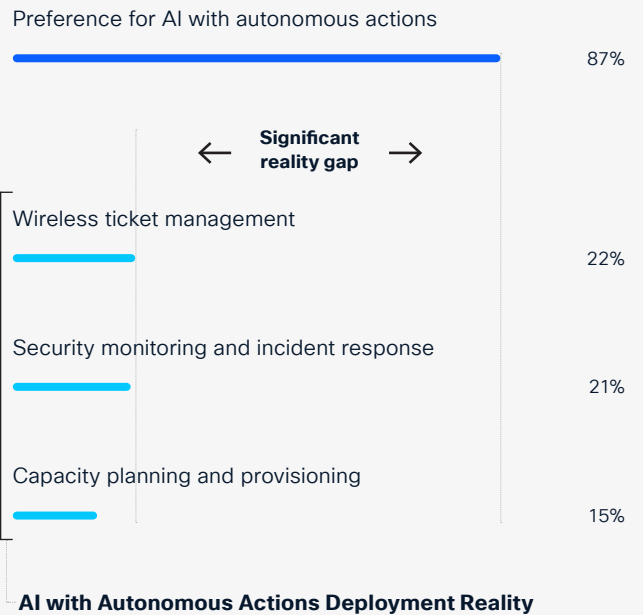 Preference for AI with autonomous actions
87%
Significant
reality gap
Wireless ticket management
22%
Security monitoring and incident response
21%
Capacity planning and provisioning
15%
AI with Autonomous Actions Deployment Reality